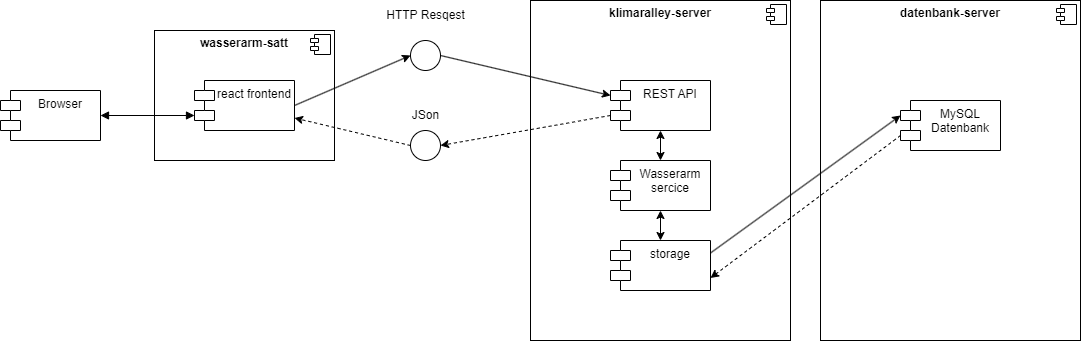 HTTP Resqest
klimaralley-server
datenbank-server
wasserarm-satt
react frontend
Browser
REST API
MySQL
Datenbank
JSon
Wasserarm
sercice
storage